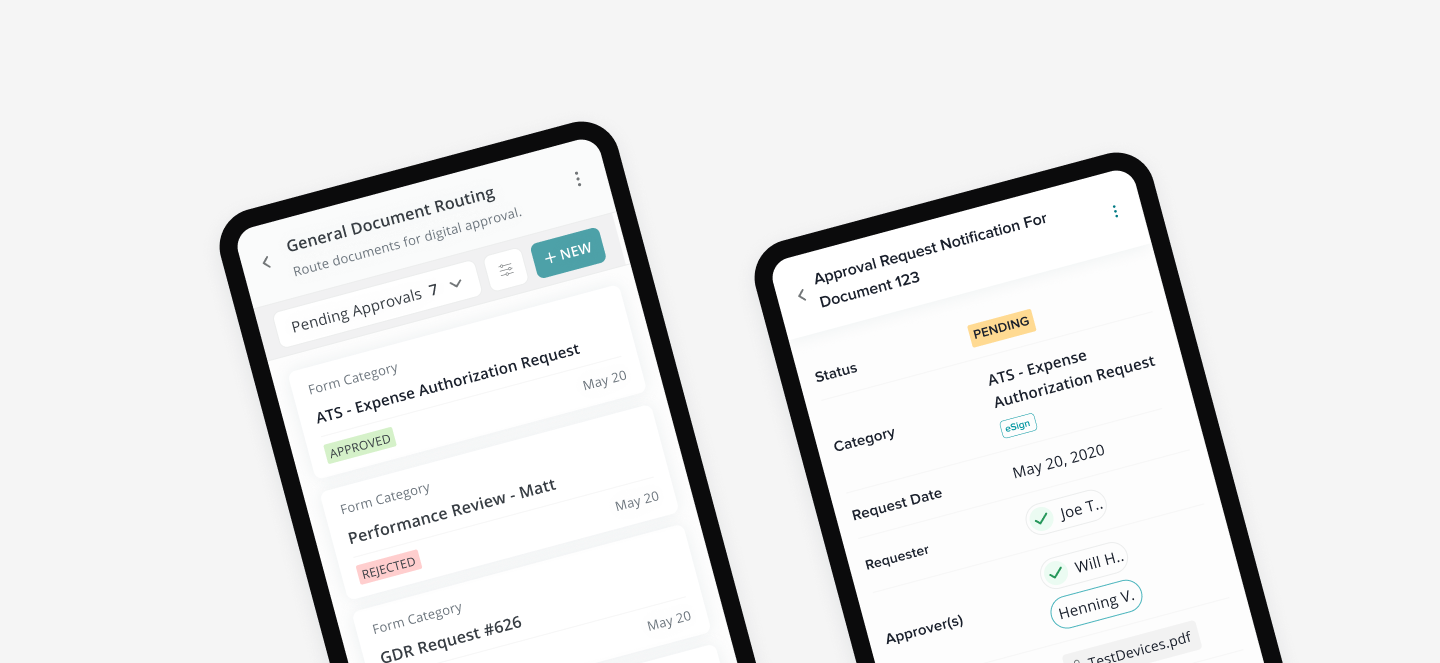 General Document Routing
Route documents for digital approval.
Pending Approvals 7
+ NEW
Form Category
ATS - Expense Authorization Request
May 20
APPROVED
Form Category
Performance Review - Matt
May 20
REJECTED
Form Category
GDR Request #626
May 20
Approval Request Notification For
Document 123
Status
PENDING
Category
ATS - Expense
Authorization Request
eSign
Request Date
May 20, 2020
Requester
Joe T..
Approver(s)
Will H..
Henning V.
TestDevices.pdf